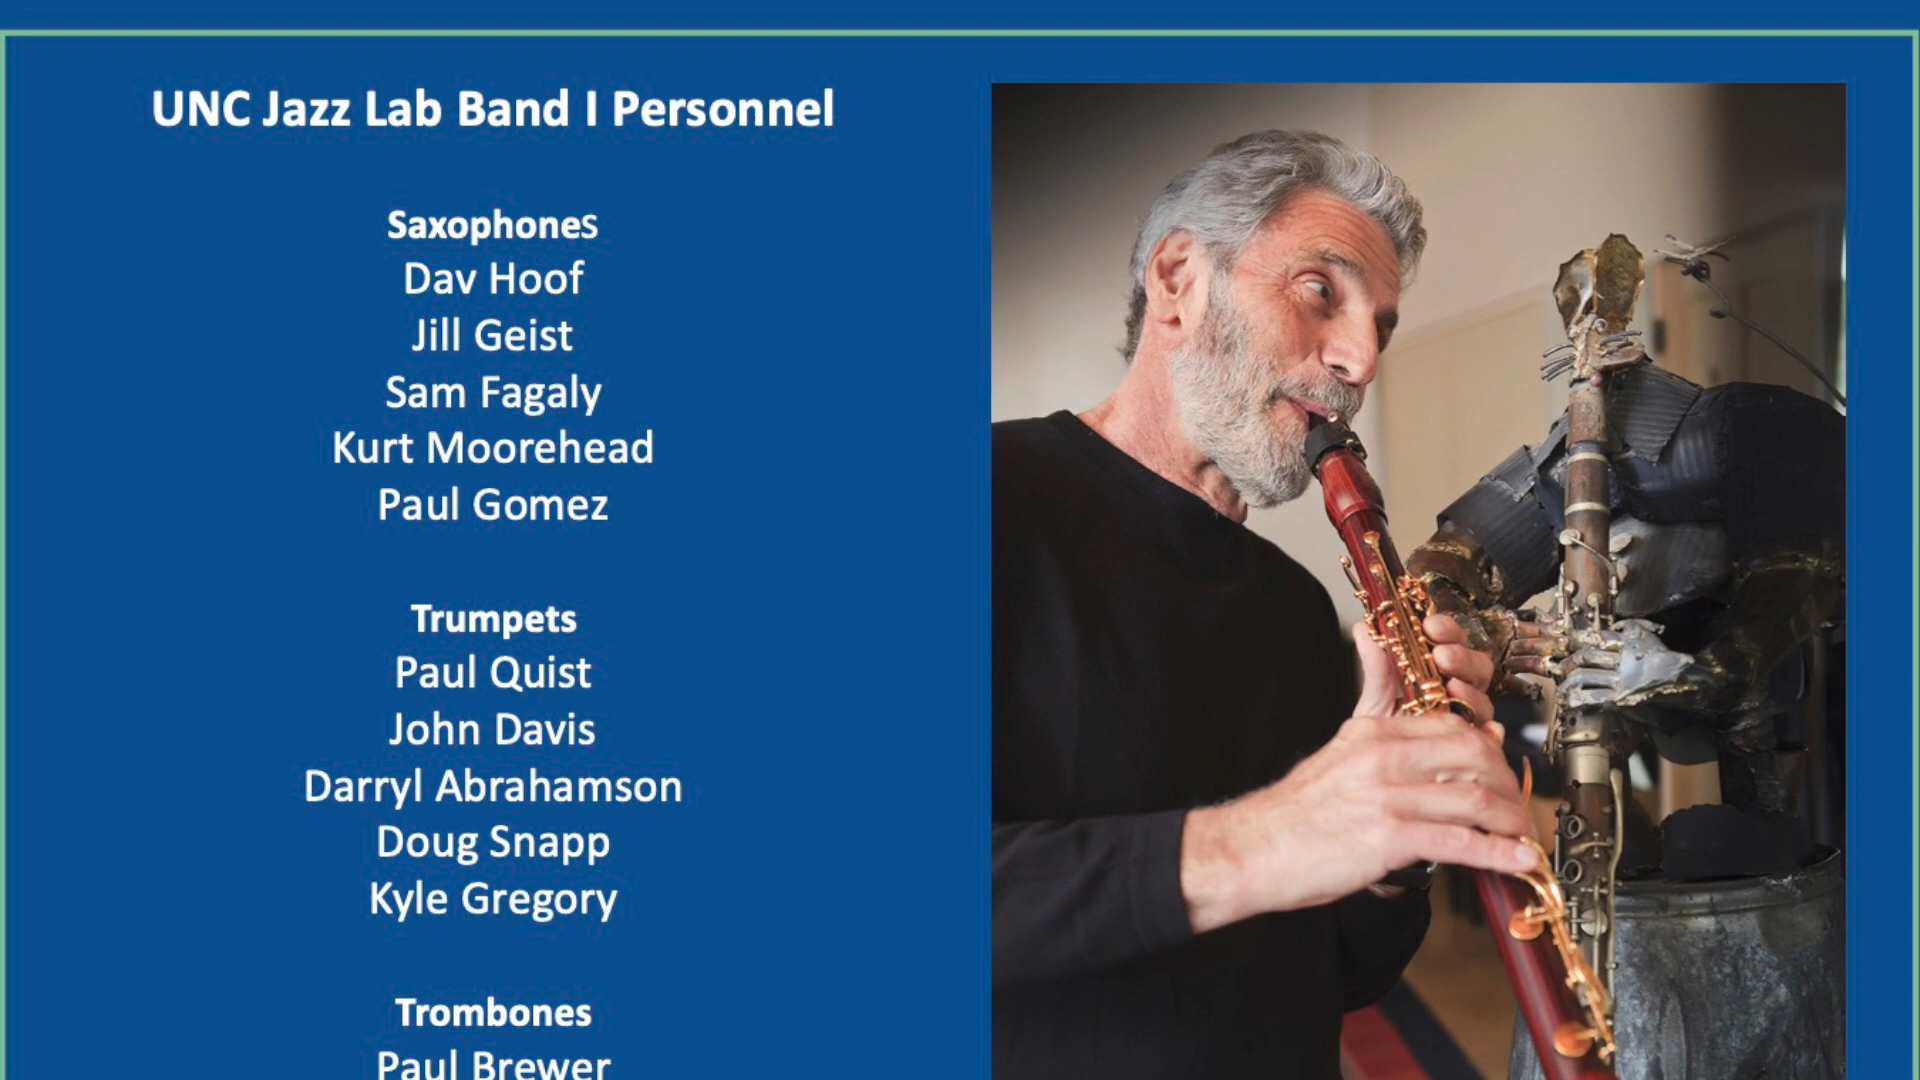 UNC Jazz Lab Band I Personnel
Saxophones
Dav Hoof
Jill Geist
Sam Fagaly
Kurt Moorehead
Paul Gomez
Trumpets
Paul Quist
John Davis
Darryl Abrahamson
Doug Snapp
Kyle Gregory
Trombones
Paul Brewer